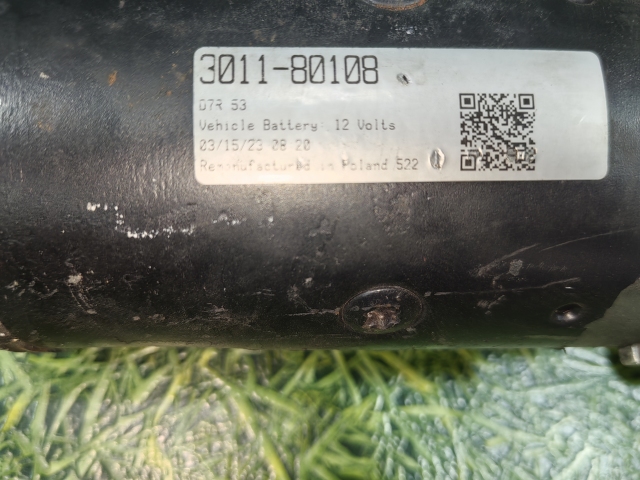 3011-80108
D7R 53
Vehicle Battery: 12 Volts
03/15/23 08 20
Remanufactured in Poland 522